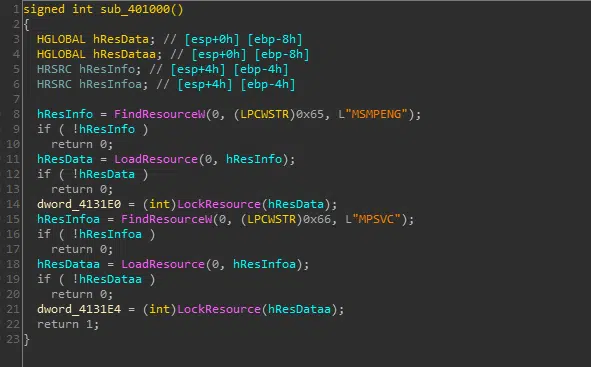 1 signed int sub_401000()
2 {
3 HGLOBAL hResData; // [esp+0h] [ebp-8h]
4 HGLOBAL hResDataa; // [esp+0h] [ebp-8h]
5 HRSRC hResInfo; // [esp+4h] [ebp-4h]
6 HRSRC hResInfoa; // [esp+4h] [ebp-4h]
7
8 hResInfo = FindResourceW(0, (LPCWSTR)0x65, L"MSMPENG");
9 if ( !hResInfo )
10 return 0;
11 hResData = LoadResource(0, hResInfo);
12 if ( !hResData )
13 return 0;
14 dword_4131E0 = (int)LockResource(hResData);
15 hResInfoa = FindResourceW(0, (LPCWSTR)0x66, L"MPSVC");
16 if ( !hResInfoa )
17 return 0;
18 hResDataa = LoadResource(0, hResInfoa);
19 if ( !hResDataa )
20 return 0;
21 dword_4131E4 = (int)LockResource(hResDataa);
22 return 1;
23 }